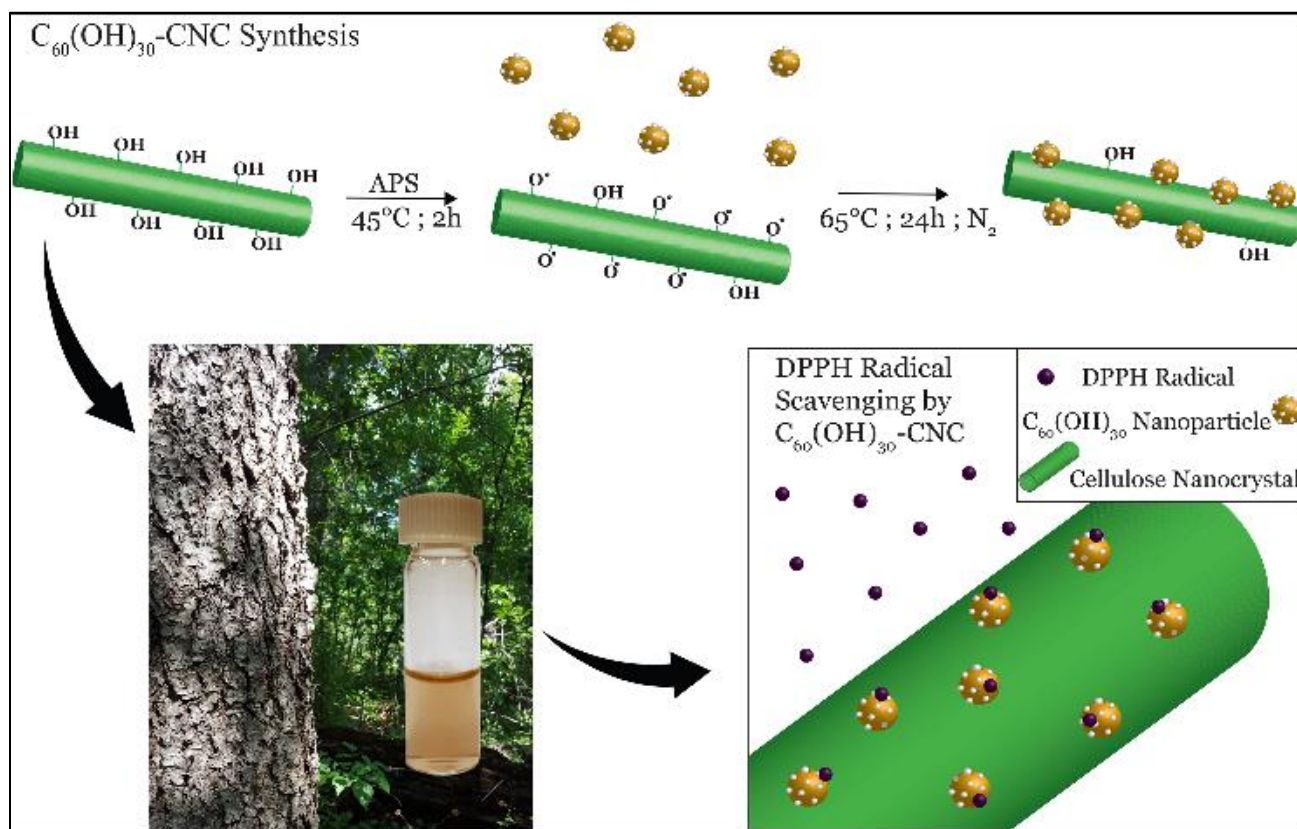 C₆₀(OH)₃₀-CNC Synthesis
OH
OH
OH
OH
OH
OH
OH
OH
OH
APS
45°C ; 2h
O•
OH
O•
O•
O•
O•
O•
O•
OH
65°C ; 24h ; N₂
OH
OH
DPPH Radical
Scavenging by
C₆₀(OH)₃₀-CNC
DPPH Radical
C₆₀(OH)₃₀ Nanoparticle
Cellulose Nanocrystal